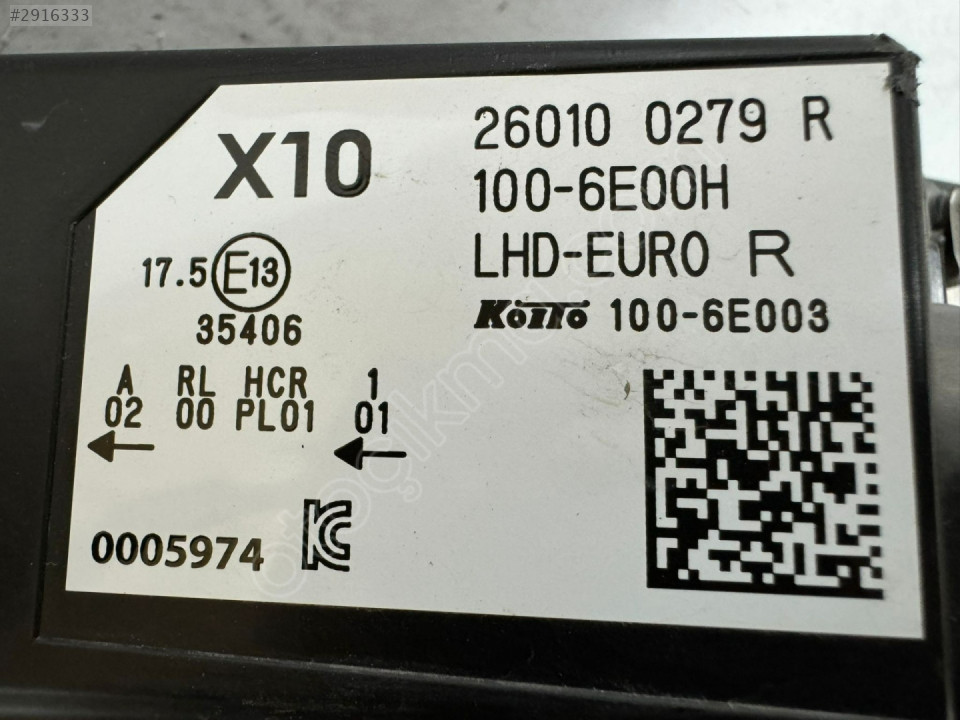 #2916333
X10
26010 0279 R
100-6E00H
LHD-EURO R
Koito 100-6E003
17.5 E13
35406
A RL HCR 1
02 00 PL01 01
0005974
KC